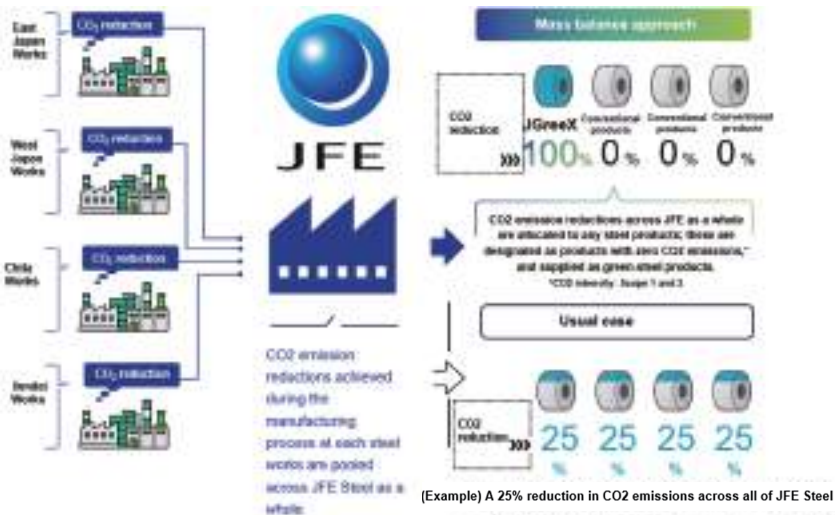 East
Japan
Works
CO2 reduction
West
Japan
Works
CO2 reduction
Chita
Works
CO2 reduction
Sendai
Works
CO2 reduction
JFE
CO2 emission
reductions achieved
during the
manufacturing
process at each steel
works are pooled
across JFE Steel as a
whole.
Mass balance approach
CO2
reduction
JGreeX
Conventional
products
Conventional
products
Conventional
products
100% 0% 0% 0%
CO2 emission reductions across JFE as a whole
are allocated to any steel products; these are
designated as products with zero CO2 emissions,*
and supplied as green steel products.
*CO2 intensity: Scope 1 and 3
Usual case
CO2
reduction
25 25 25 25
% % % %
(Example) A 25% reduction in CO2 emissions across all of JFE Steel